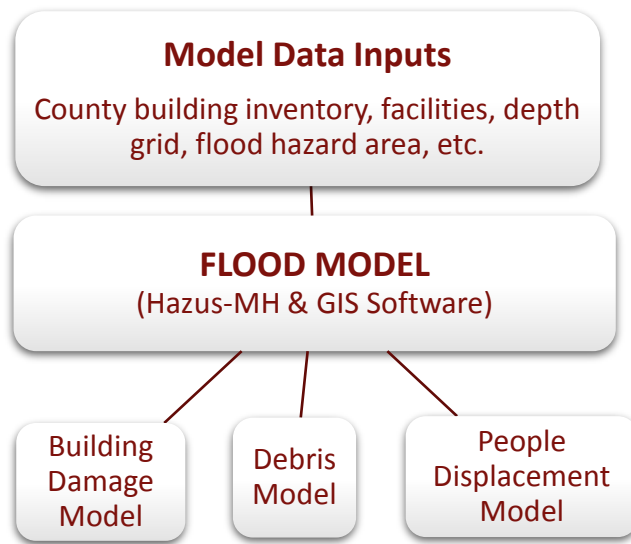 Model Data Inputs
County building inventory, facilities, depth
grid, flood hazard area, etc.
FLOOD MODEL
(Hazus-MH & GIS Software)
Building
Damage
Model
Debris
Model
People
Displacement
Model